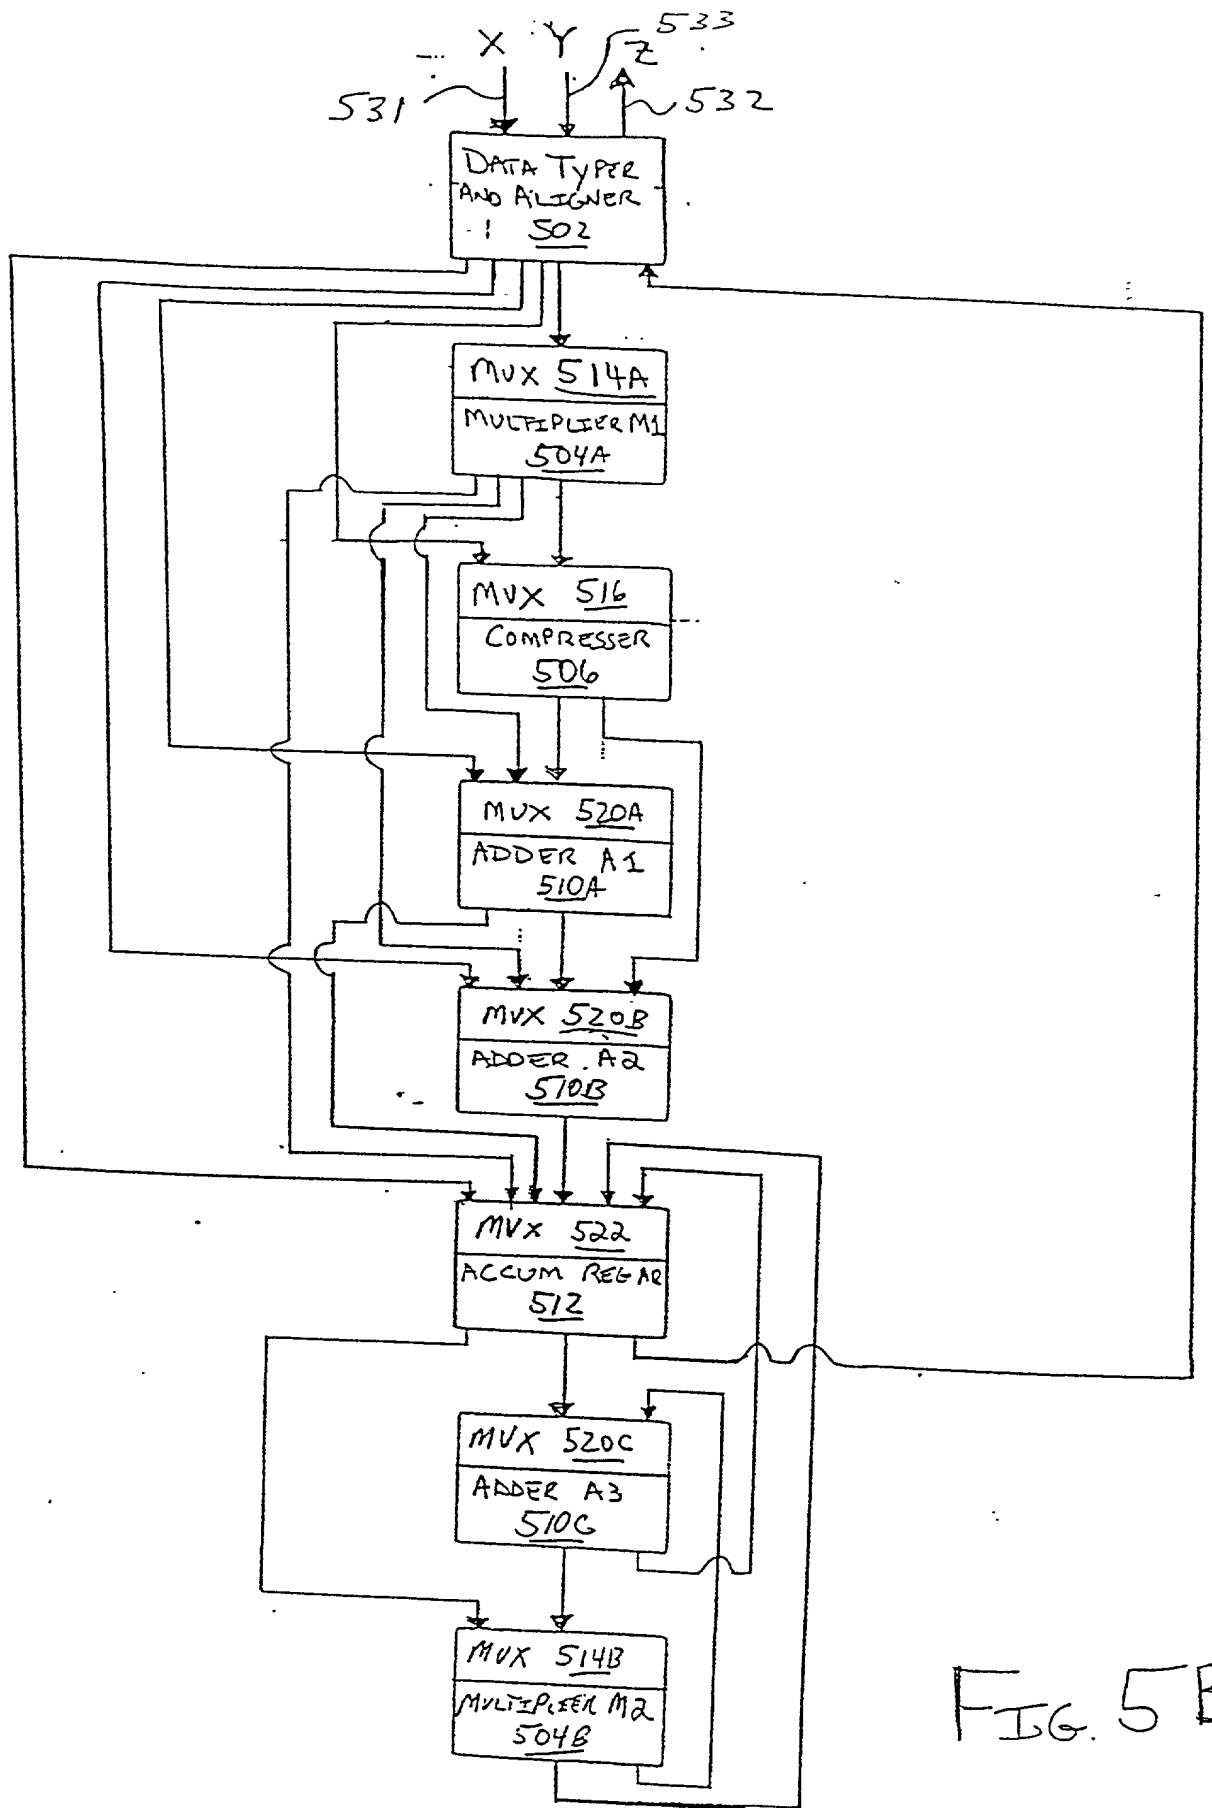 X Y Z 533
531
532
DATA TYPER
AND ALIGNER
502
MUX 514A
MULTIPLIER M1
504A
MUX 516
COMPRESSER
506
MUX 520A
ADDER A1
510A
MUX 520B
ADDER A2
510B
MUX 522
ACCUM REG AR
512
MUX 520C
ADDER A3
510C
MUX 514B
MULTIPLIER M2
504B
FIG. 5B